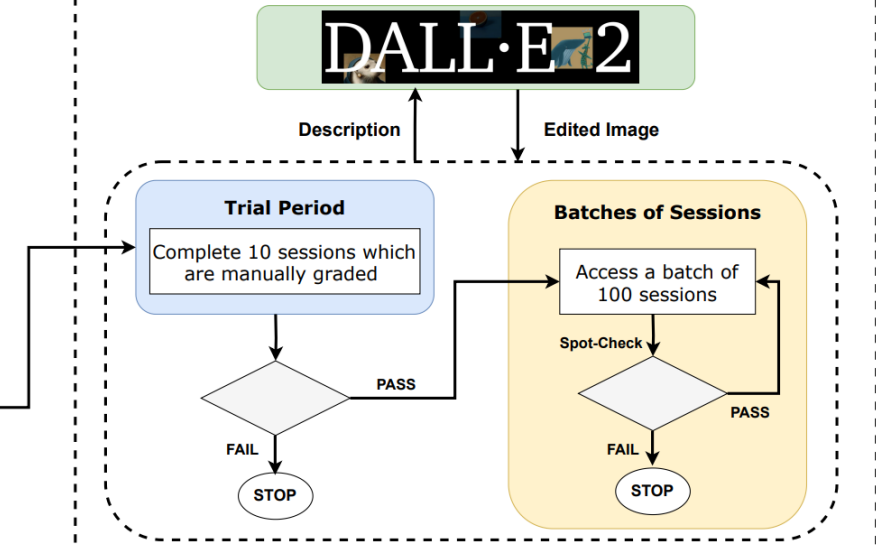 DALL·E 2
Description
Edited Image
Trial Period
Complete 10 sessions which
are manually graded
PASS
FAIL
STOP
Batches of Sessions
Access a batch of
100 sessions
Spot-Check
PASS
FAIL
STOP